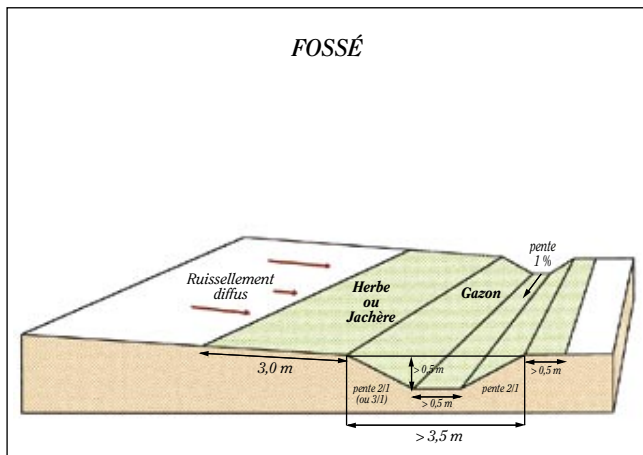 FOSSÉ
pente
1 %
Ruissellement
diffus
Herbe
ou
Jachère
Gazon
3,0 m
> 0,5 m
pente 2/1
(ou 3/1)
> 0,5 m
pente 2/1
> 0,5 m
> 3,5 m